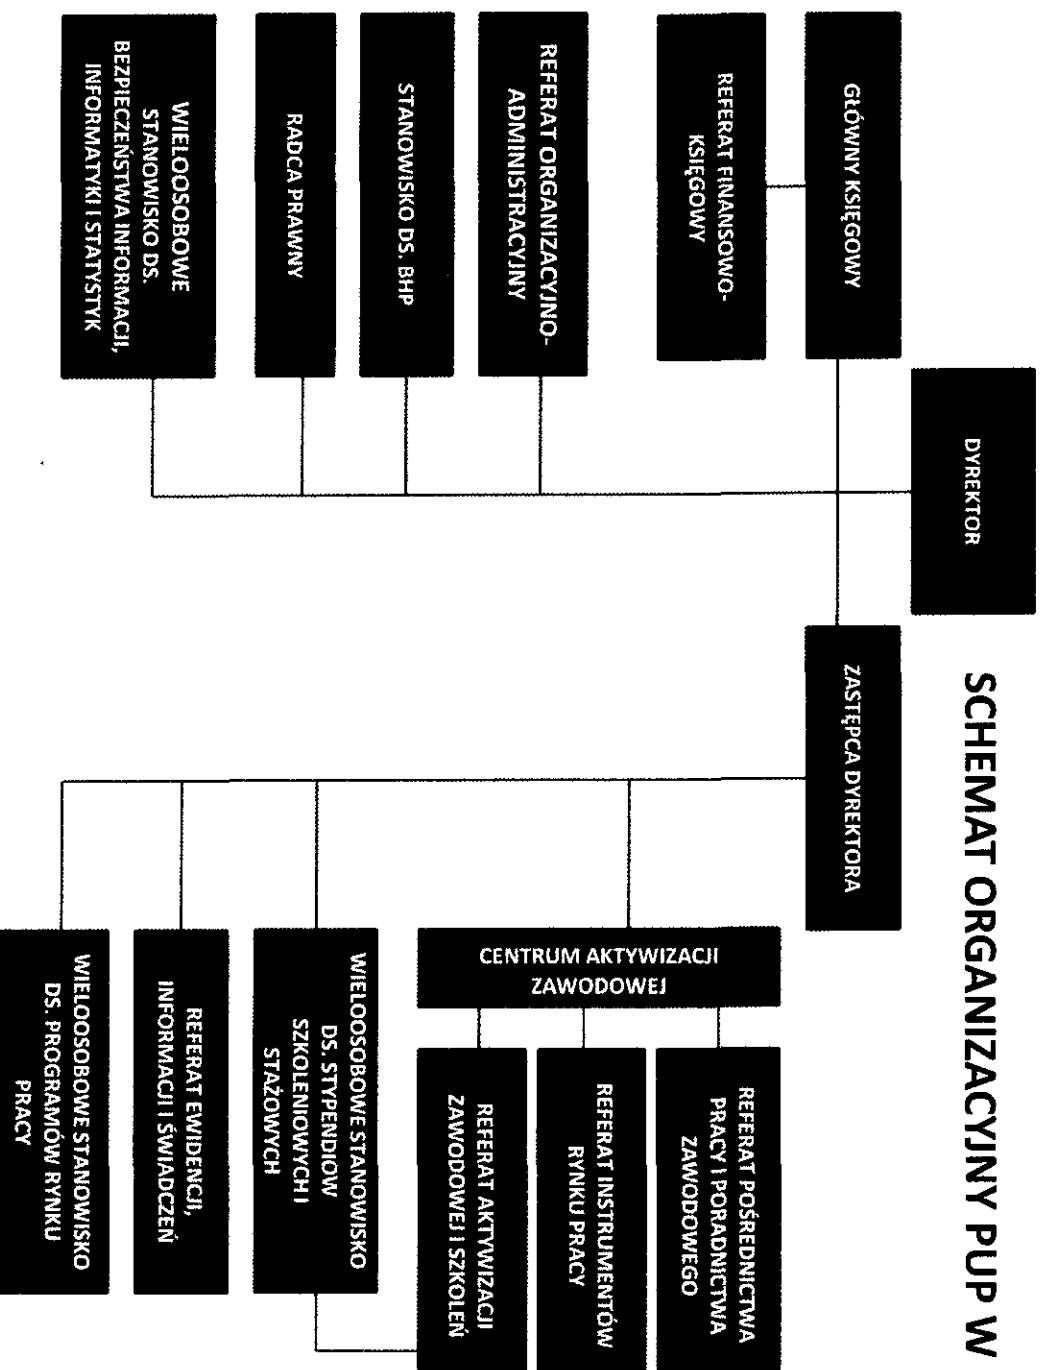 SCHEMAT ORGANIZACYJNY PUP W
DYREKTOR
GŁÓWNY KSIĘGOWY
ZASTĘPCA DYREKTORA
REFERAT FINANSOWO-
KSIĘGOWY
REFERAT ORGANIZACYJNO-
ADMINISTRACYJNY
STANOWISKO DS. BHP
RADCA PRAWNY
WIELOOSOBOWE
STANOWISKO DS.
BEZPIECZEŃSTWA INFORMACJI,
INFORMATYKI I STATYSTYK
CENTRUM AKTYWIZACJI
ZAWODOWEJ
REFERAT POŚREDNICTWA
PRACY I PORADNICTWA
ZAWODOWEGO
REFERAT INSTRUMENTÓW
RYNKU PRACY
REFERAT AKTYWIZACJI
ZAWODOWEJ I SZKOLEŃ
WIELOOSOBOWE STANOWISKO
DS. STYPENDIOW
SZKOLENIOWYCH I
STAŻOWYCH
REFERAT EWIDENCJI,
INFORMACJI I ŚWIADCZEŃ
WIELOOSOBOWE STANOWISKO
DS. PROGRAMÓW RYNKU
PRACY